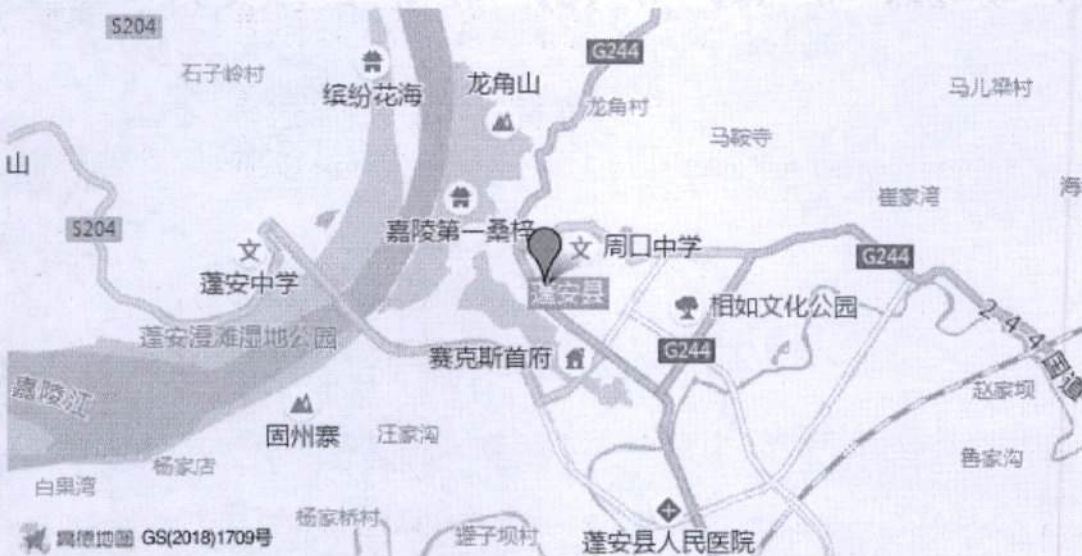 S204
G244
石子岭村
缤纷花海
龙角山
龙角村
马儿梁村
马鞍寺
山
崔家湾
海
S204
嘉陵第一桑梓
文
周口中学
G244
文
蓬安中学
蓬安县
相如文化公园
244国道
蓬安漫滩湿地公园
赛克斯首府
G244
嘉陵江
赵家坝
固州寨
汪家沟
鲁家沟
杨家店
白果湾
杨家桥村
高德地图 GS(2018)1709号
子坝村
蓬安县人民医院